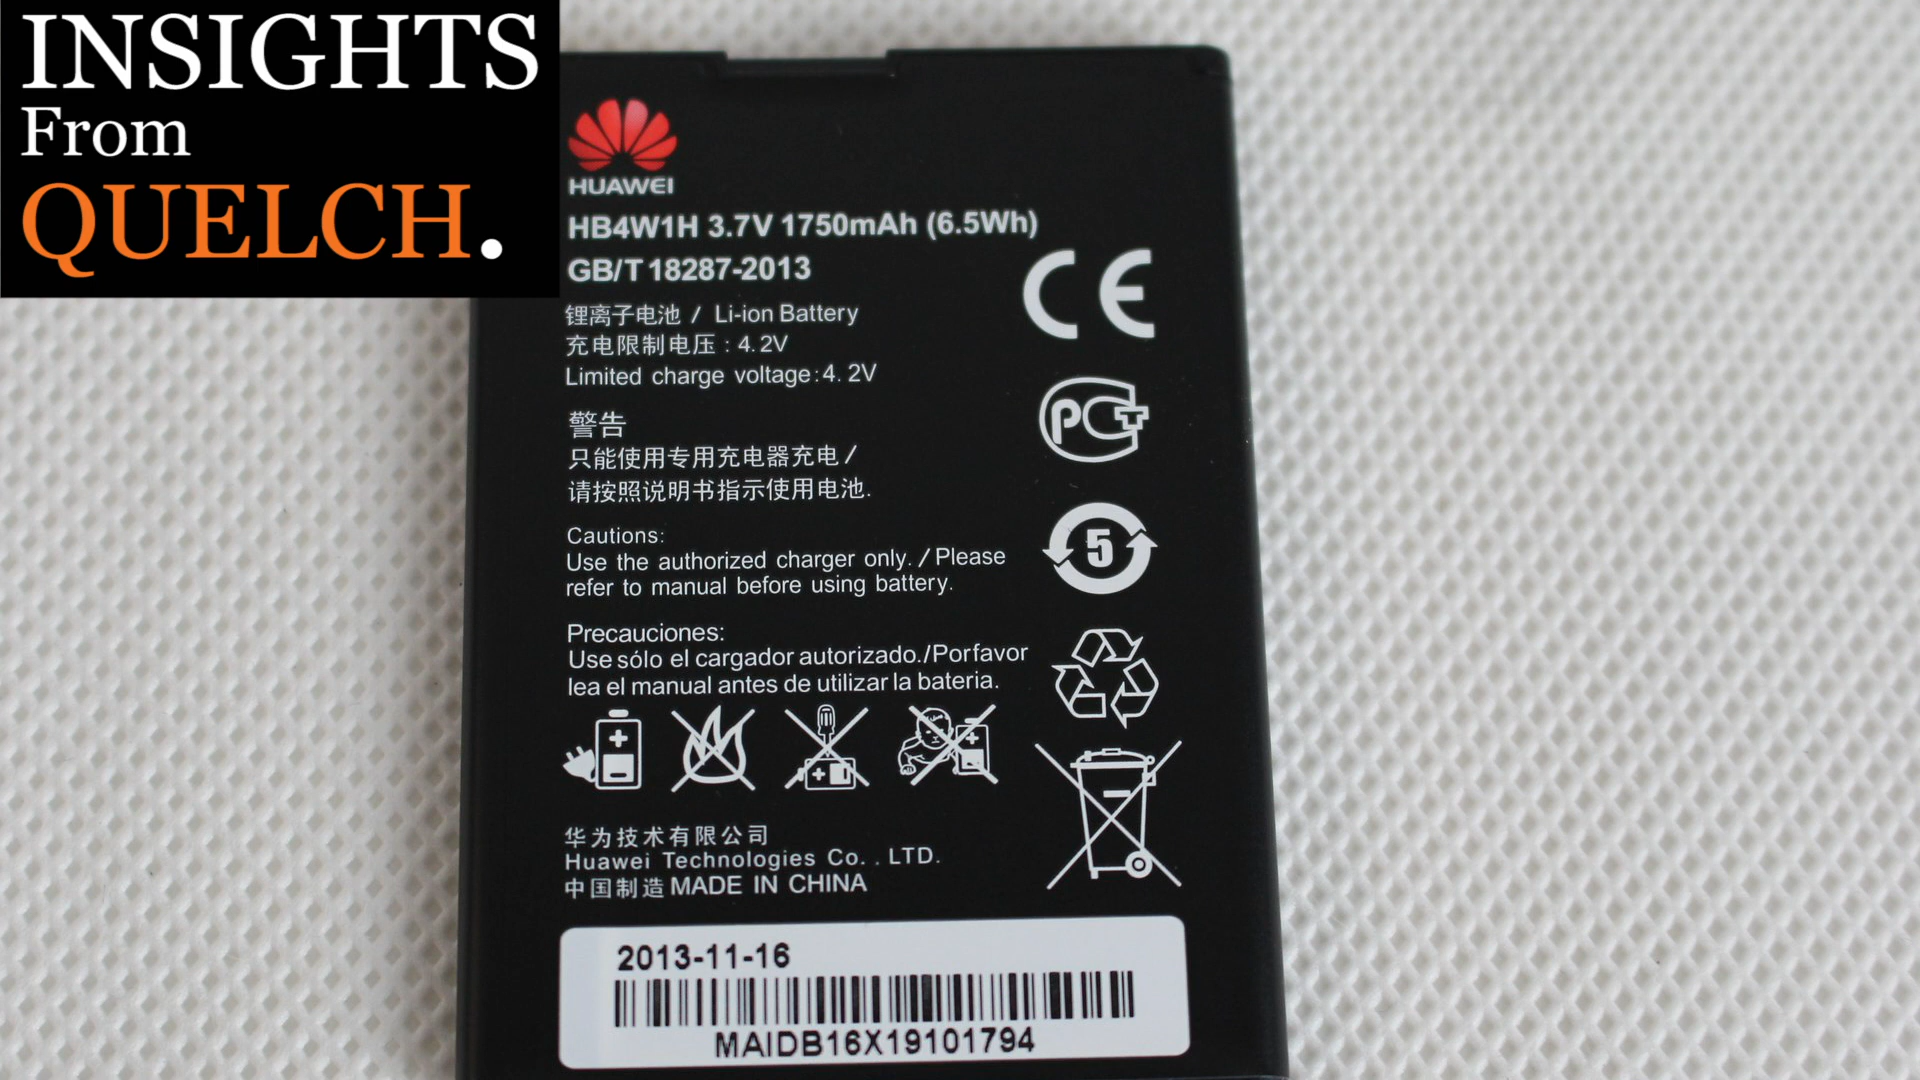 INSIGHTS
From
QUELCH.
HUAWEI
HB4W1H 3.7V 1750mAh (6.5Wh)
GB/T 18287-2013
锂离子电池 / Li-ion Battery
充电限制电压 : 4.2V
Limited charge voltage:4.2V
CE
警告
只能使用专用充电器充电 /
请按照说明书指示使用电池.
PCT
Cautions:
Use the authorized charger only. / Please
refer to manual before using battery.
5
Precauciones:
Use sólo el cargador autorizado./Porfavor
lea el manual antes de utilizar la bateria.
华为技术有限公司
Huawei Technologies Co. . LTD.
中国制造 MADE IN CHINA
2013-11-16
MAIDB16X19101794